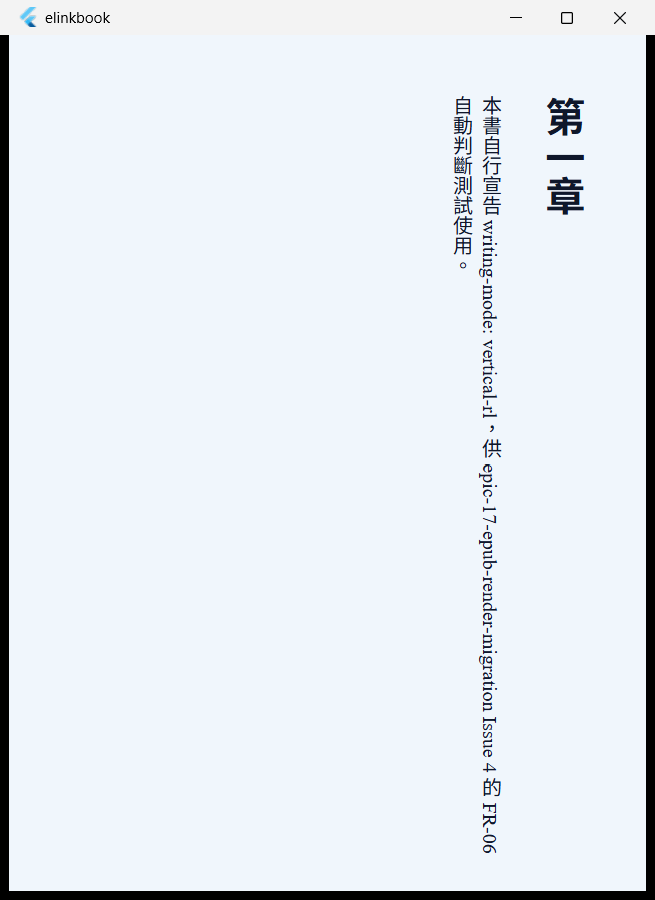 elinkbook
第一章
本書自行宣告 writing-mode: vertical-rl，供 epic-17-epub-render-migration Issue 4 的 FR-06
自動判斷測試使用。